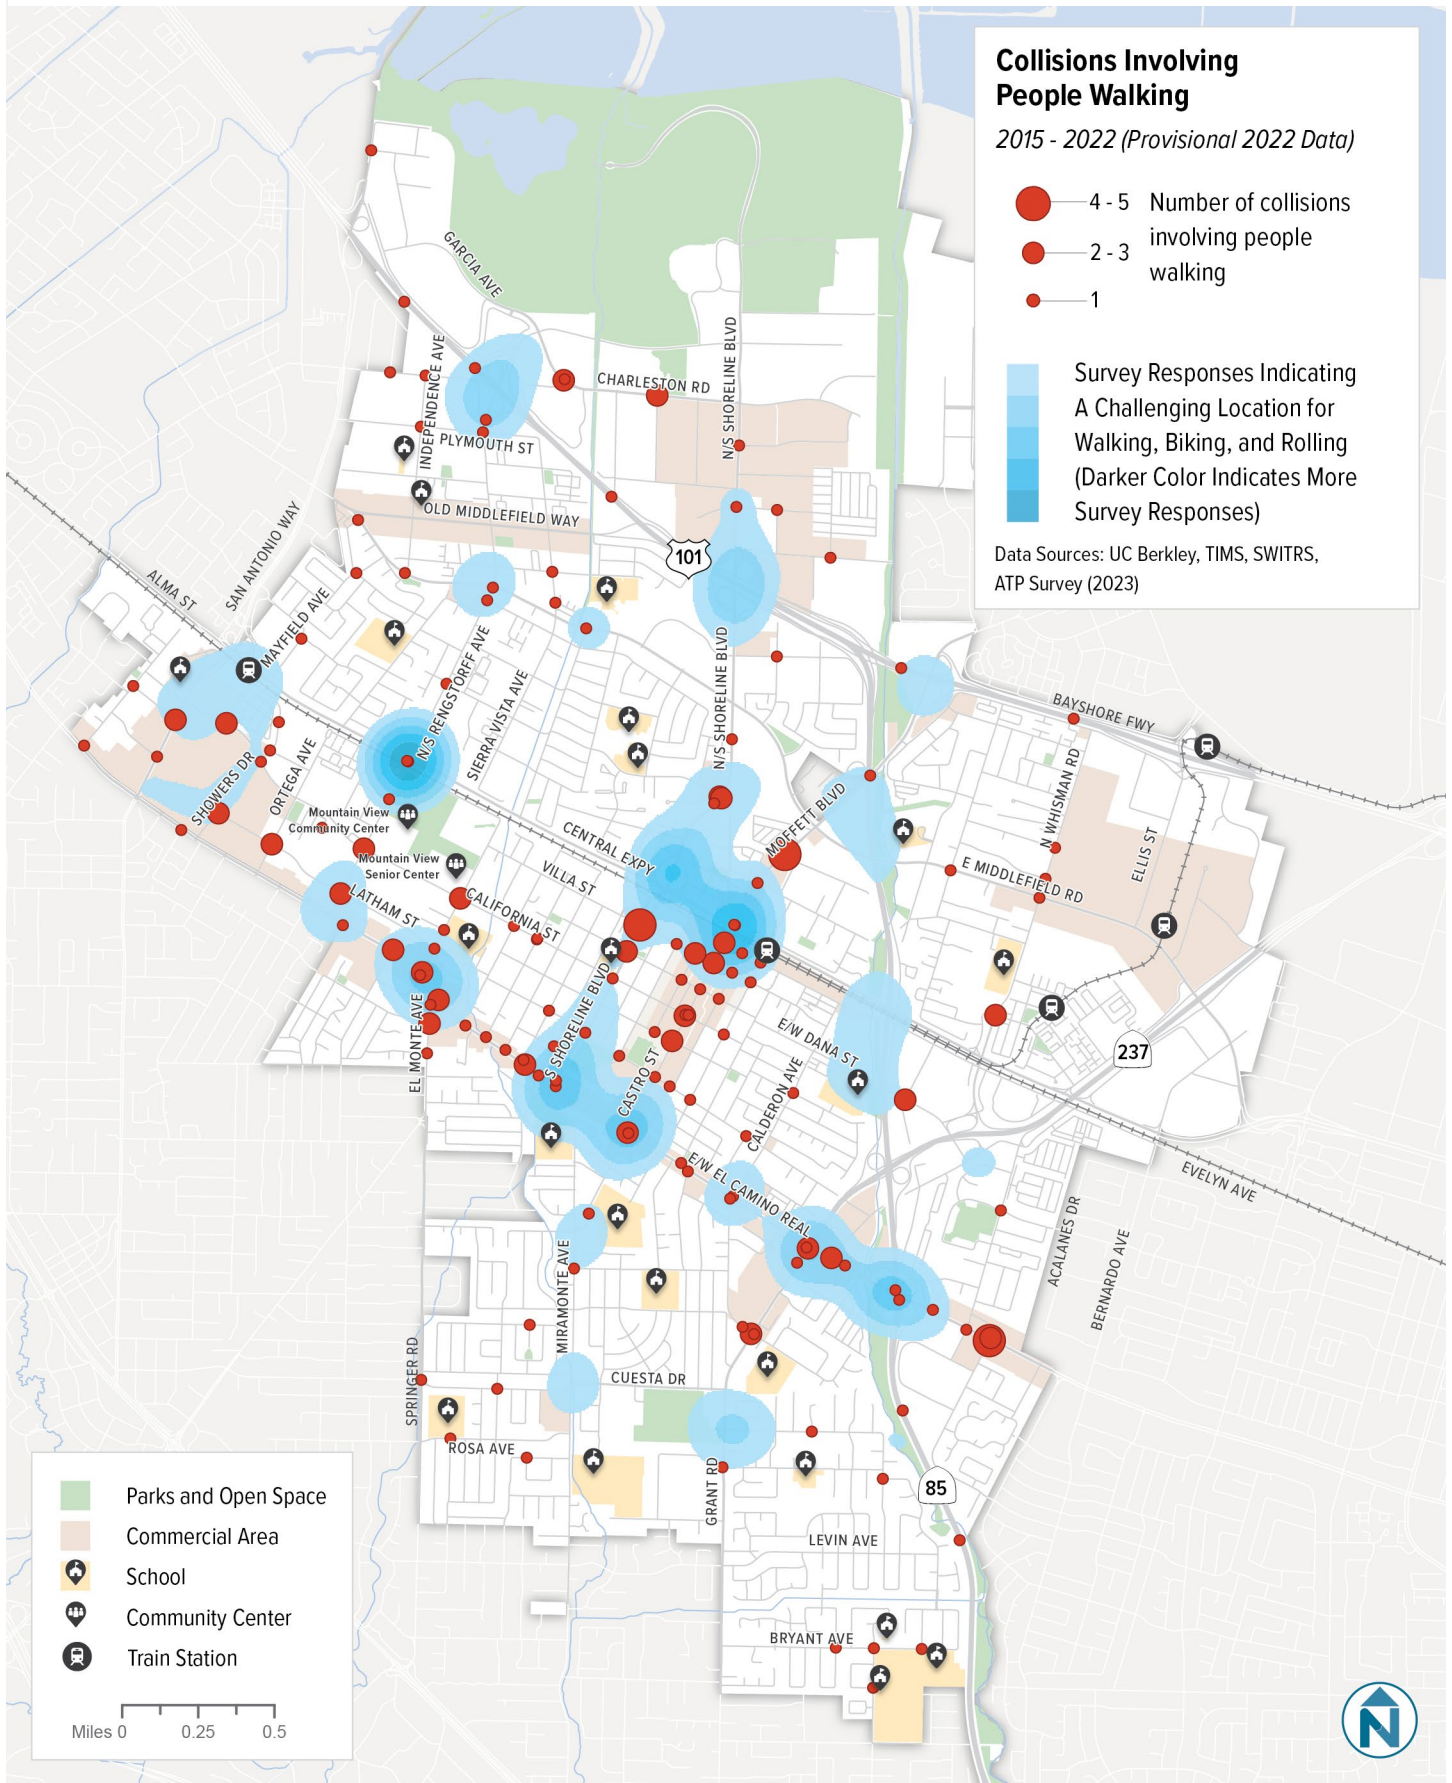 Collisions Involving
People Walking
2015 - 2022 (Provisional 2022 Data)
4 - 5
Number of collisions
involving people
walking
2 - 3
1
Survey Responses Indicating
A Challenging Location for
Walking, Biking, and Rolling
(Darker Color Indicates More
Survey Responses)
Data Sources: UC Berkley, TIMS, SWITRS,
ATP Survey (2023)
GARCIA AVE
INDEPENDENCE AVE
CHARLESTON RD
N/S SHORELINE BLVD
PLYMOUTH ST
OLD MIDDLEFIELD WAY
101
SAN ANTONIO WAY
ALMA ST
MAYFIELD AVE
N/S RENGSTORFF AVE
SIERRA VISTA AVE
N/S SHORELINE BLVD
BAYSHORE FWY
SHOWERS DR
ORTEGA AVE
Mountain View
Community Center
Mountain View
Senior Center
CENTRAL EXPY
VILLA ST
MOFFETT BLVD
N WHISMAN RD
ELLIS ST
E MIDDLEFIELD RD
LATHAM ST
CALIFORNIA ST
S SHORELINE BLVD
EL MONTE AVE
CASTRO ST
E/W DANA ST
CALDERON AVE
237
EVELYN AVE
E/W EL CAMINO REAL
ACALANES DR
BERNARDO AVE
MIRAMONTE AVE
SPRINGER RD
CUESTA DR
ROSA AVE
GRANT RD
85
LEVIN AVE
BRYANT AVE
Parks and Open Space
Commercial Area
School
Community Center
Train Station
Miles 0 0.25 0.5
N